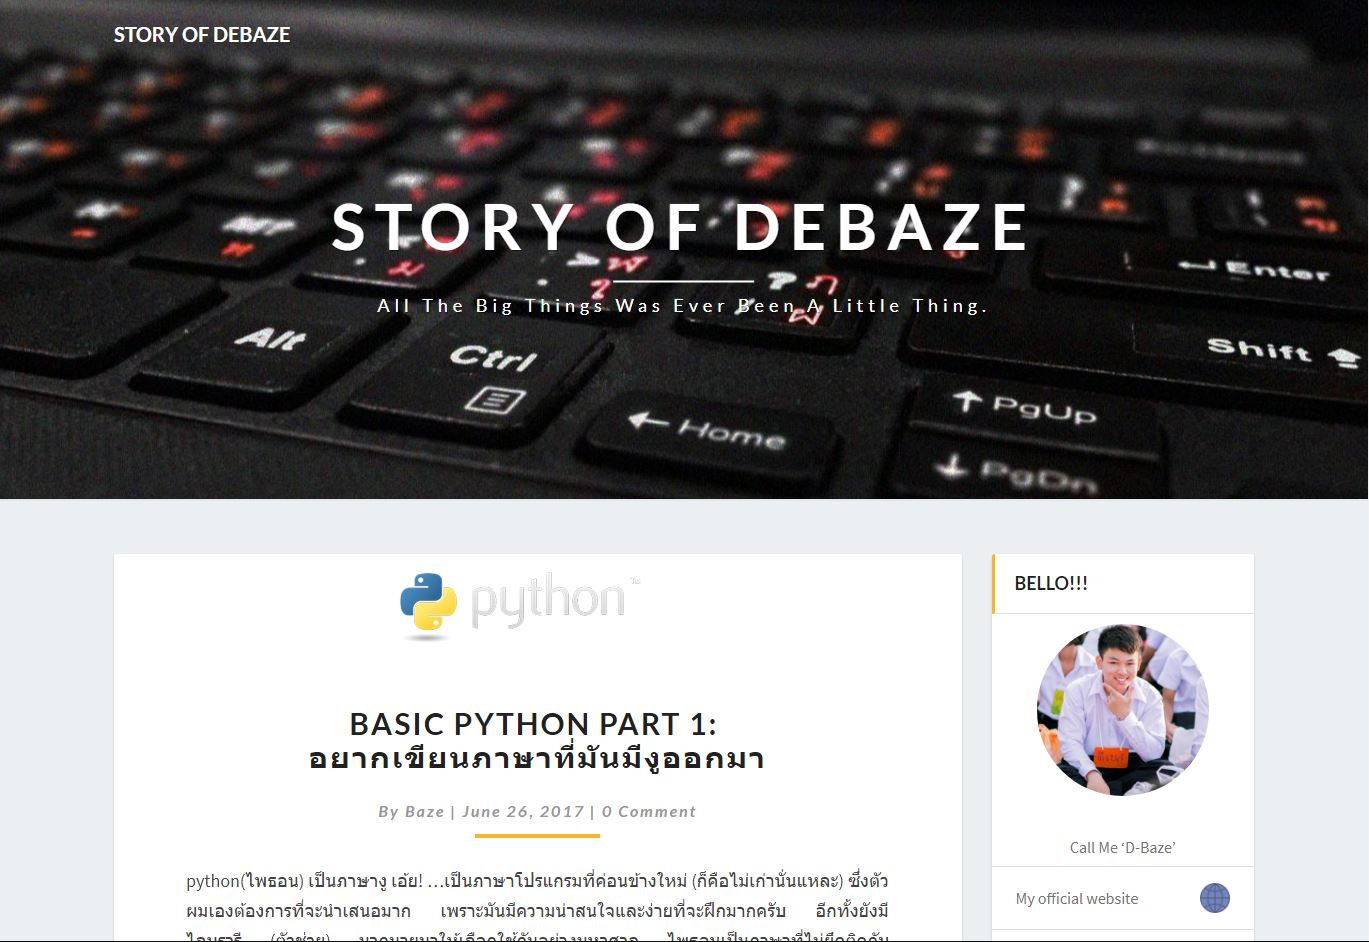 STORY OF DEBAZE
STORY OF DEBAZE
All The Big Things Was Ever Been A Little Thing.
Enter
Alt
Ctrl
Shift
Home
PgUp
PgDn
python™
BASIC PYTHON PART 1:
อยากเขียนภาษาที่มันมีงูออกมา
By Baze | June 26, 2017 | 0 Comment
python(ไพธอน) เป็นภาษางู เอ้ย! …เป็นภาษาโปรแกรมที่ค่อนข้างใหม่ (ก็คือไม่เก่านั่นแหละ) ซึ่งตัว
ผมเองต้องการที่จะนำเสนอมาก เพราะมันมีความน่าสนใจและง่ายที่จะฝึกมากครับ อีกทั้งยังมี
BELLO!!!
Call Me ‘D-Baze’
My official website